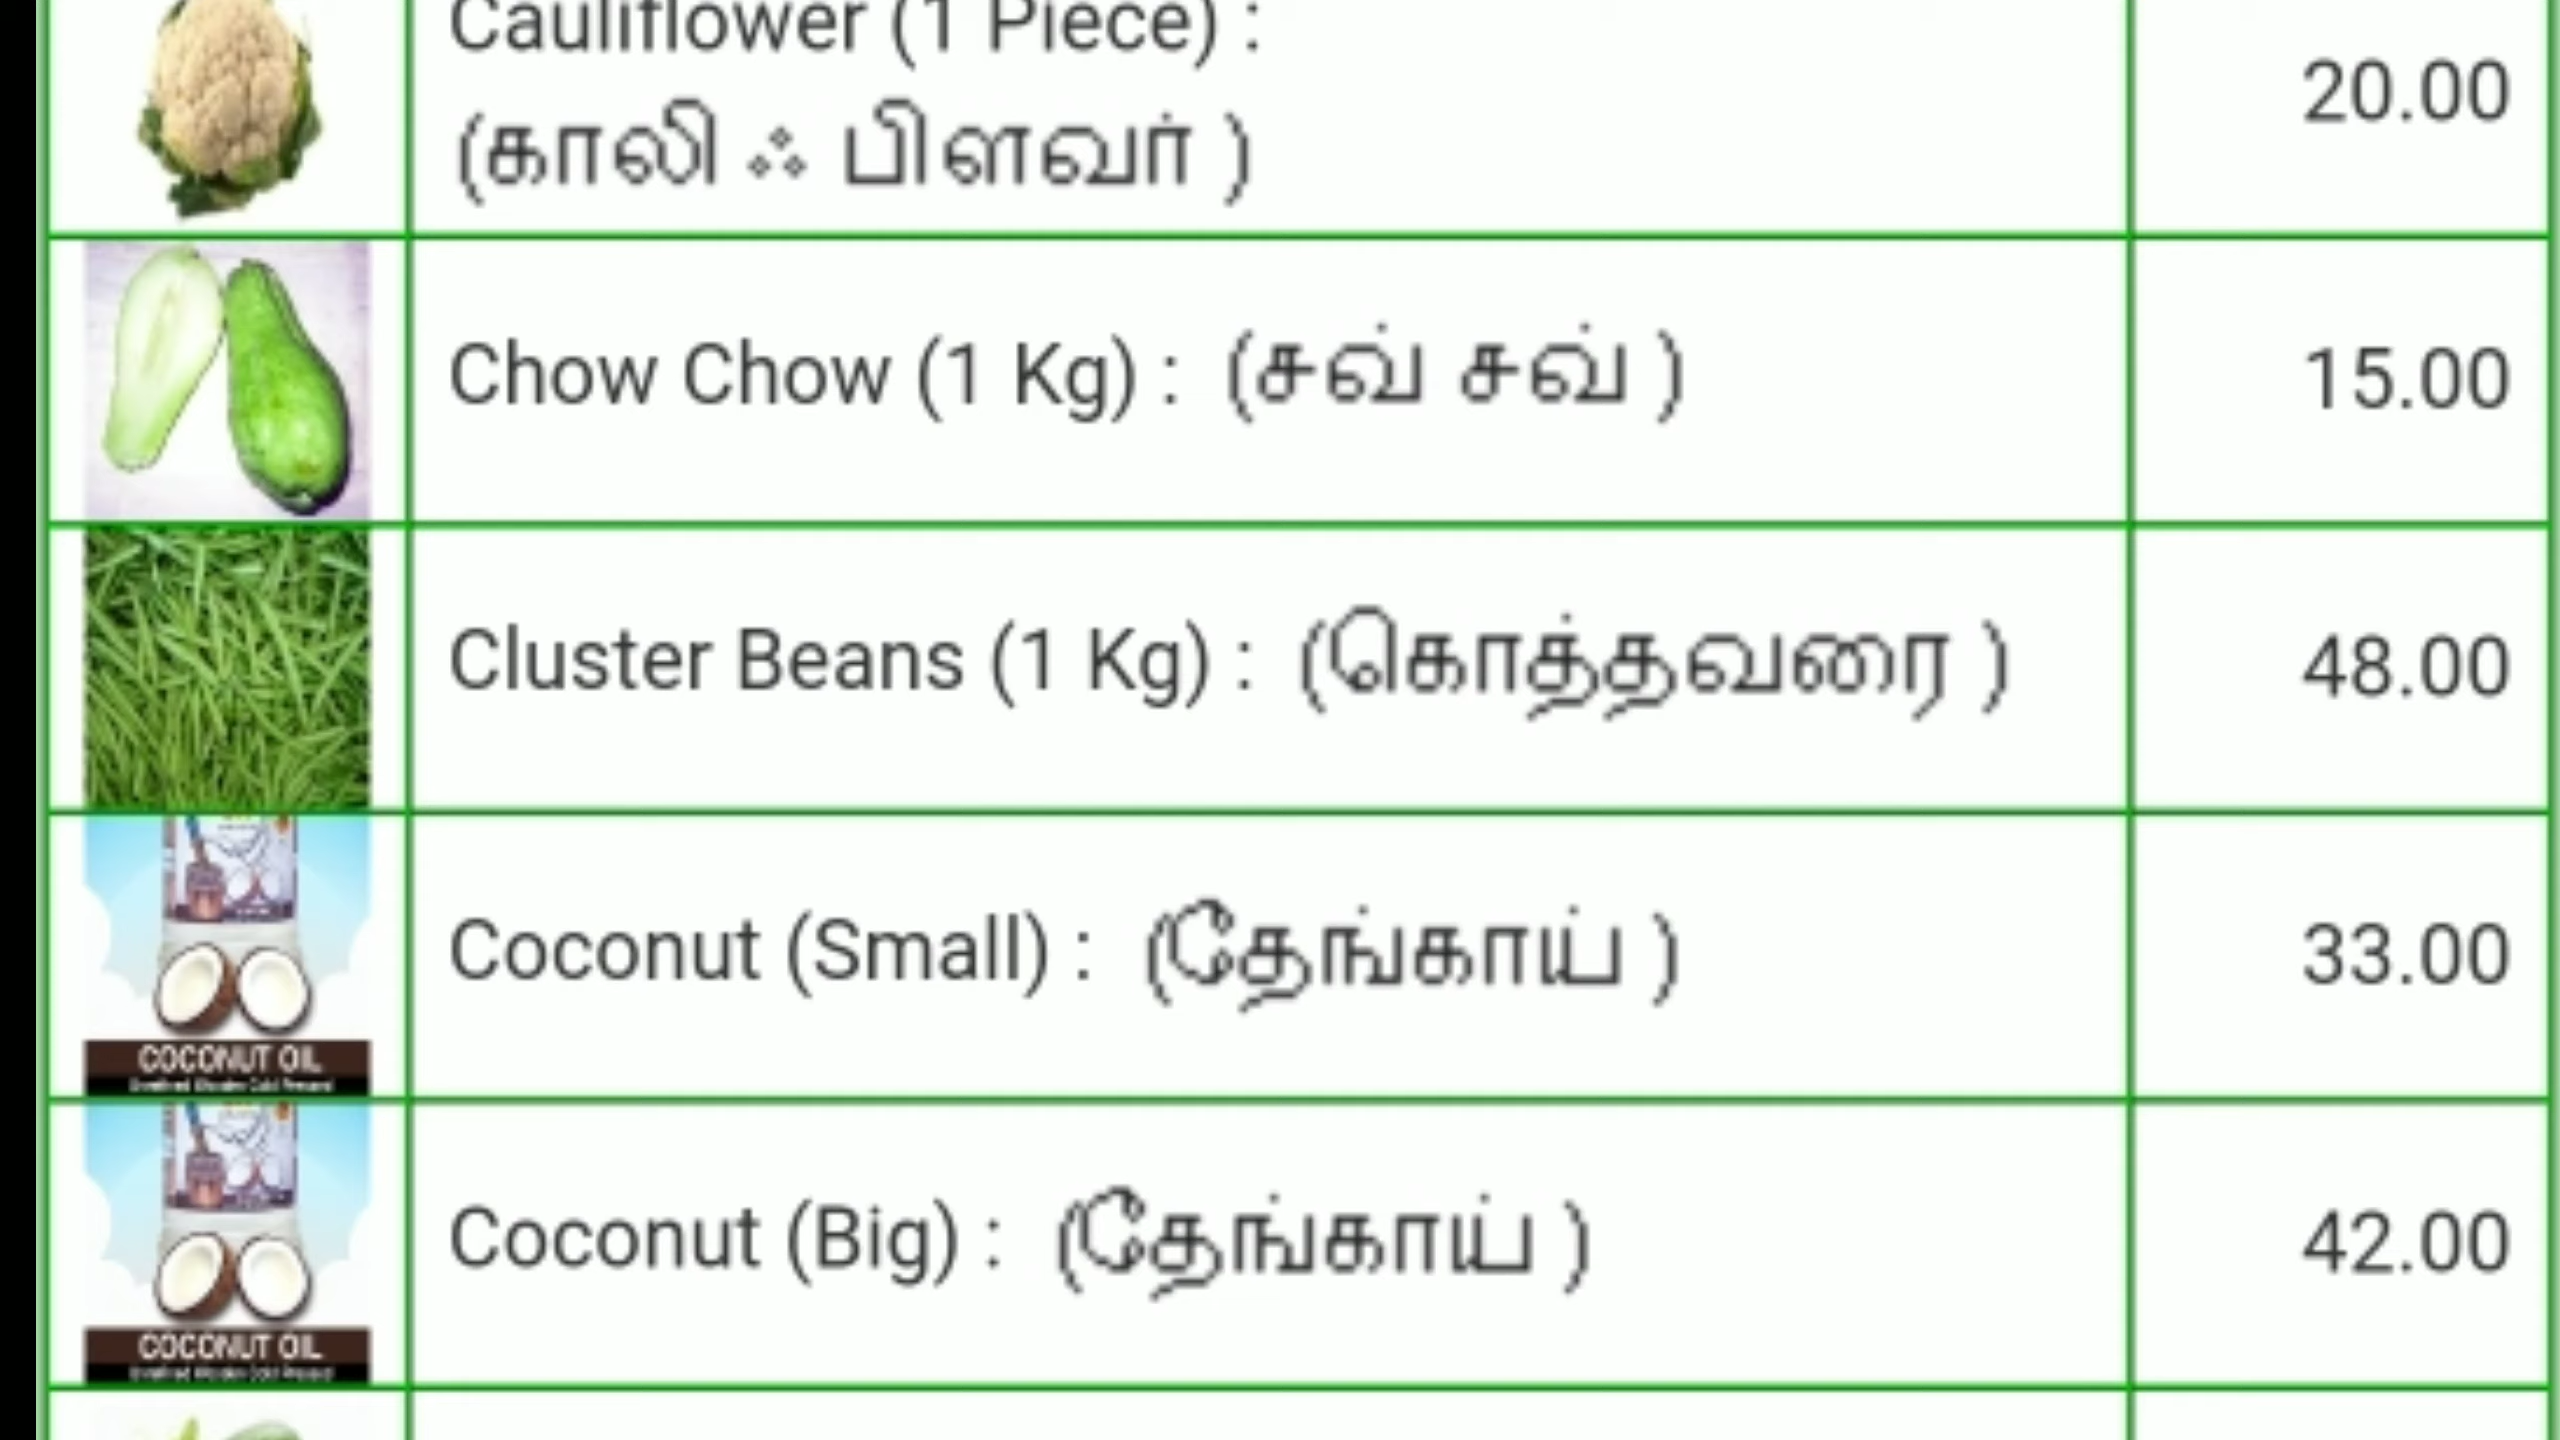 Cauliflower (1 Piece) :
(காலி ஃ பிளவர் )
20.00
Chow Chow (1 Kg) : (சவ் சவ் )
15.00
Cluster Beans (1 Kg) : (கொத்தவரை )
48.00
COCONUT OIL
Coconut (Small) : (தேங்காய் )
33.00
COCONUT OIL
Coconut (Big) : (தேங்காய் )
42.00